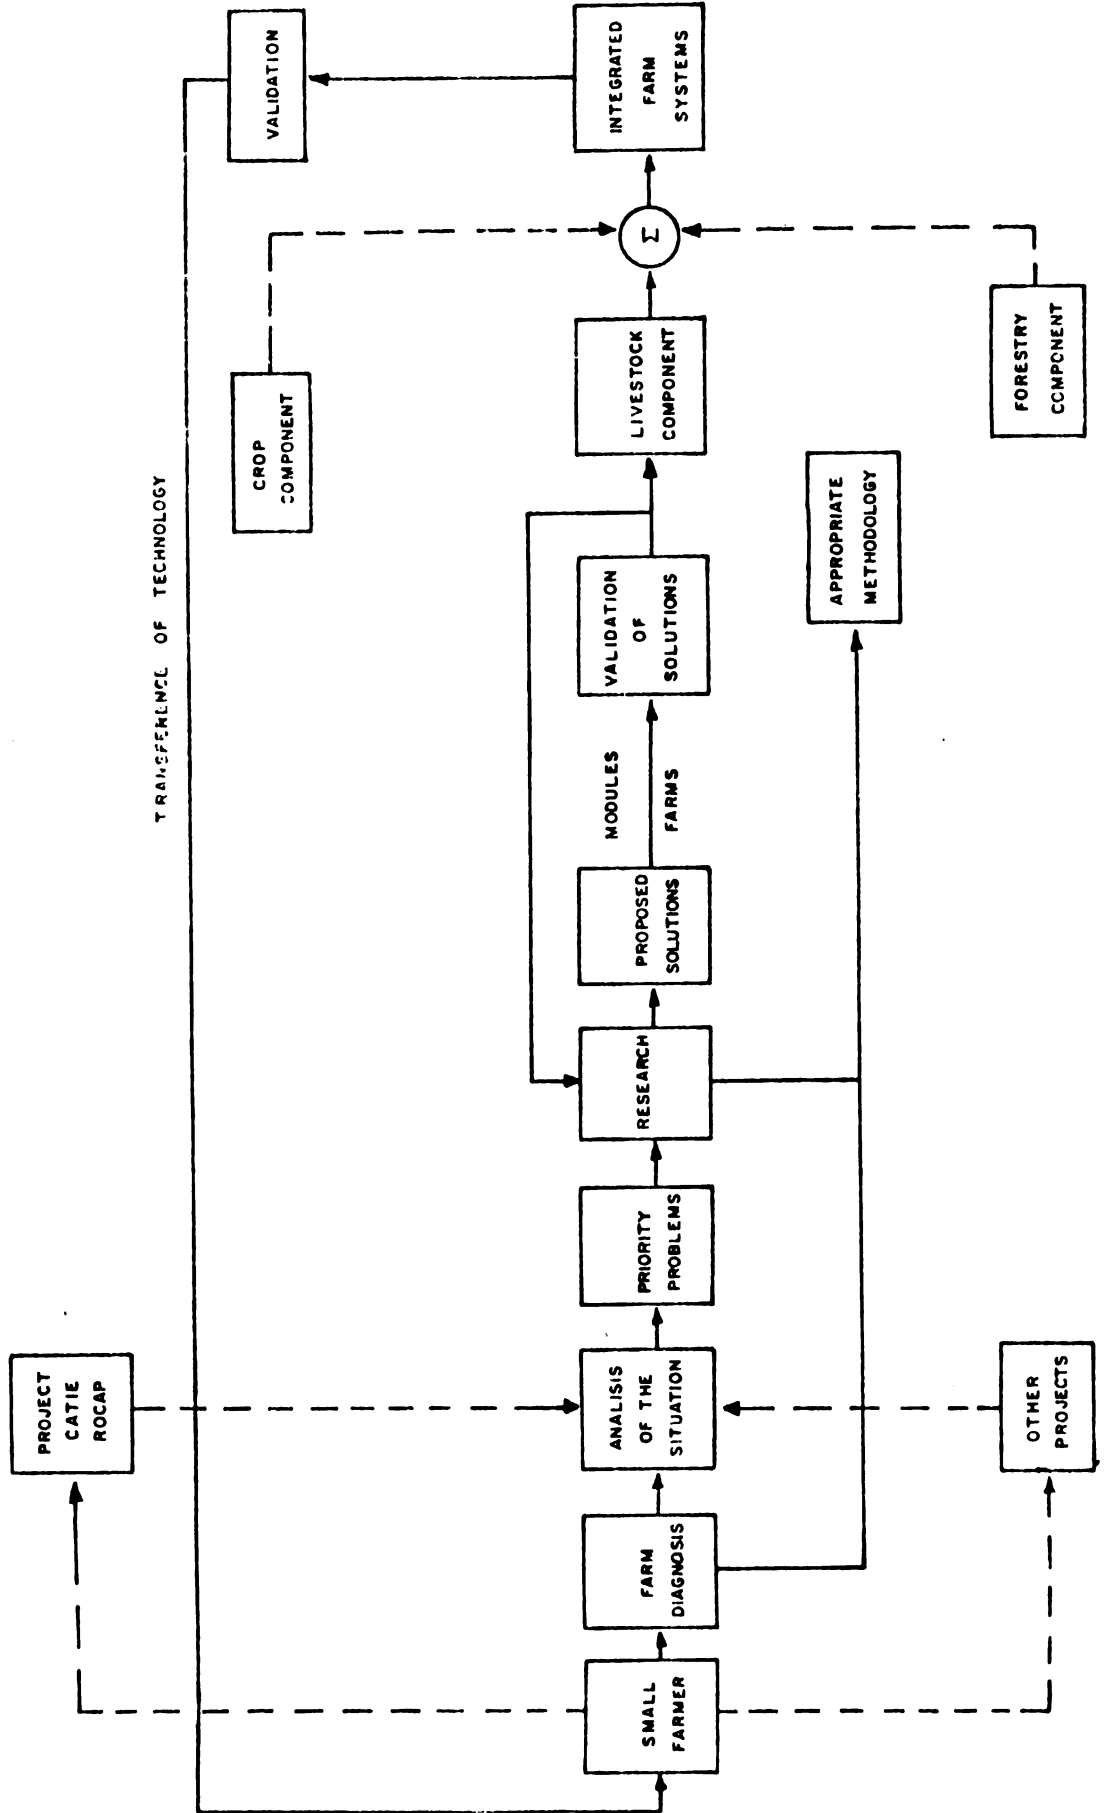 PROJECT
CATIE
ROCAP
TRANSFERENCE OF TECHNOLOGY
CROP
COMPONENT
VALIDATION
SMALL
FARMER
FARM
DIAGNOSIS
ANALISIS
OF THE
SITUATION
PRIORITY
PROBLEMS
RESEARCH
PROPOSED
SOLUTIONS
MODULES
FARMS
VALIDATION
OF
SOLUTIONS
LIVESTOCK
COMPONENT
Σ
INTEGRATED
FARM
SYSTEMS
APPROPRIATE
METHODOLOGY
OTHER
PROJECTS
FORESTRY
COMPONENT